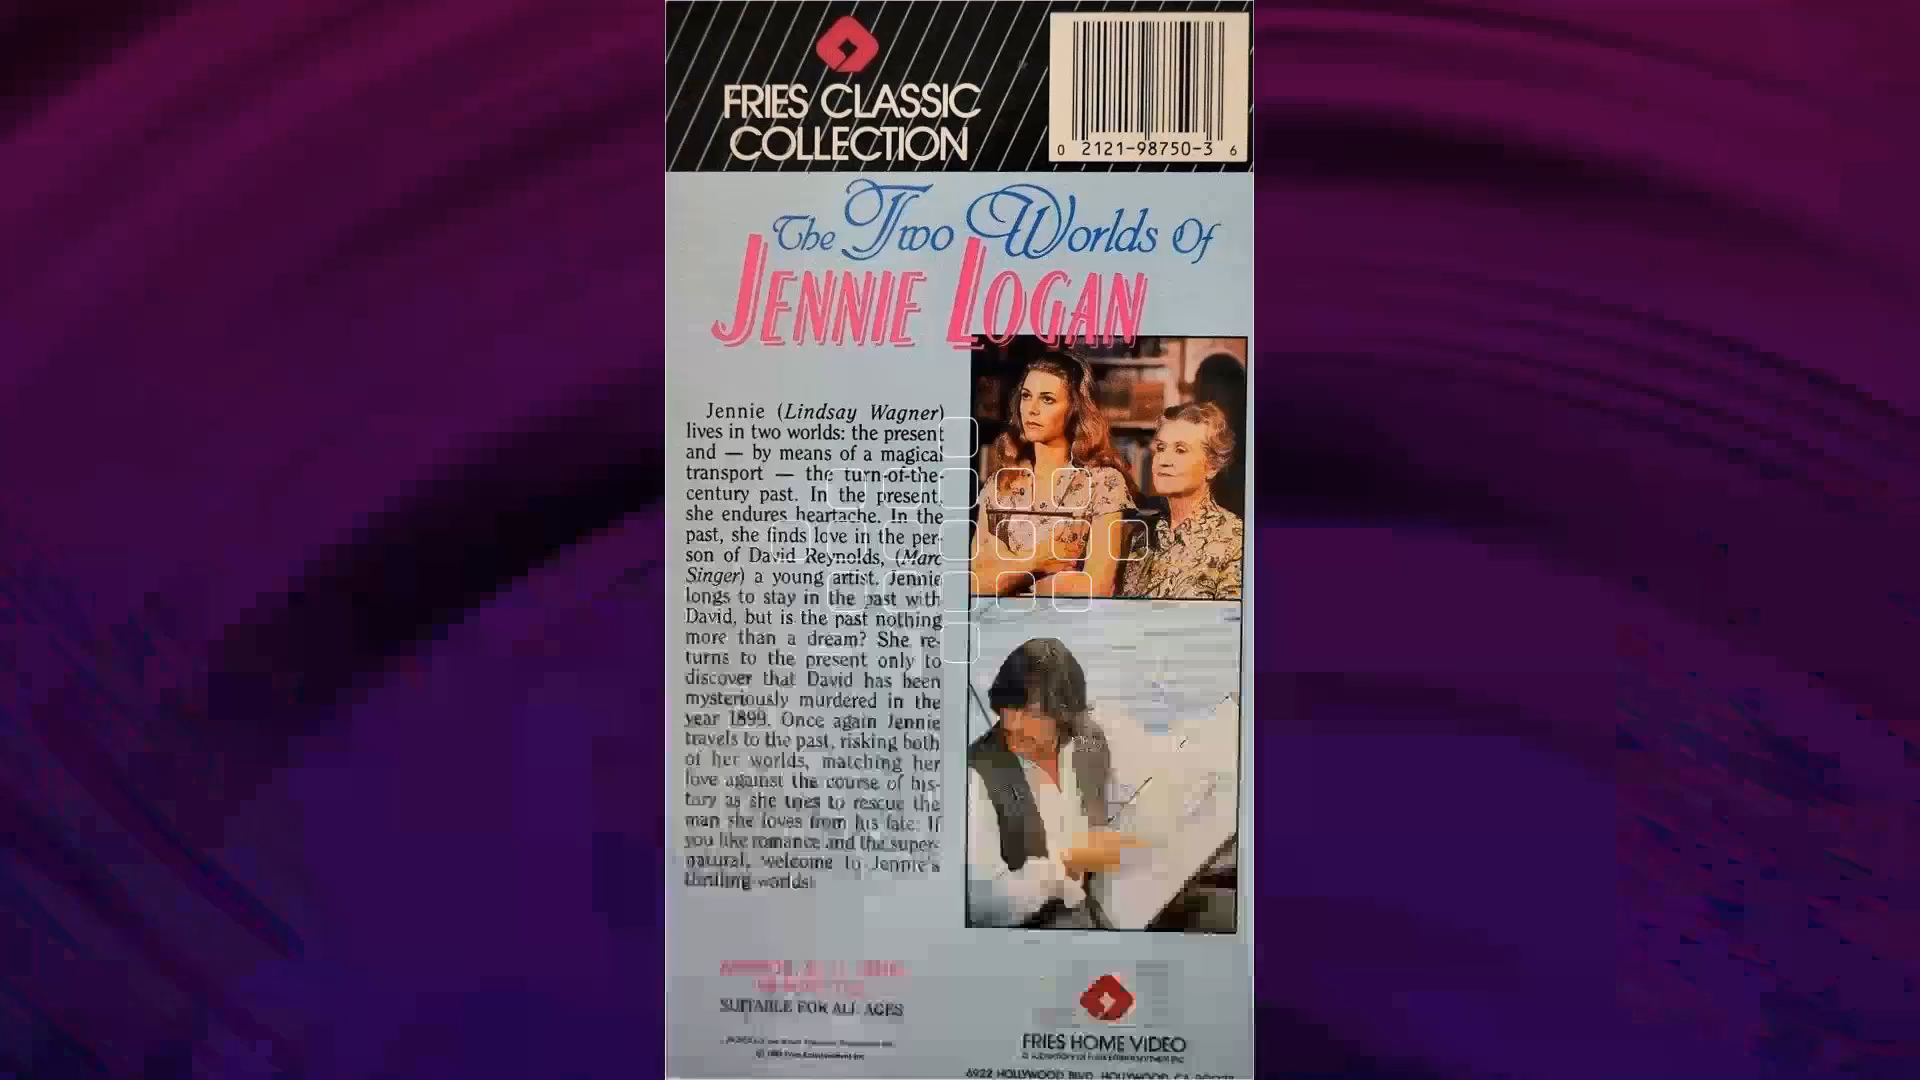 FRIES CLASSIC
COLLECTION
0 2121-98750-3 6
The Two Worlds Of
JENNIE LOGAN
Jennie (Lindsay Wagner)
lives in two worlds: the present
and — by means of a magical
transport — the turn-of-the-
century past. In the present,
she endures heartache. In the
past, she finds love in the per-
son of David Reynolds, (Marc
Singer) a young artist. Jennie
longs to stay in the past with
David, but is the past nothing
more than a dream? She re-
turns to the present only to
discover that David has been
mysteriously murdered in the
year 1899. Once again Jennie
travels to the past, risking both
of her worlds, matching her
love against the course of his-
tory as she tries to rescue the
man she loves from his fate. If
you like romance and the super-
natural, welcome to Jennie's
thrilling worlds!
SUITABLE FOR ALL AGES
FRIES HOME VIDEO
6922 HOLLYWOOD BLVD. HOLLYWOOD, CA